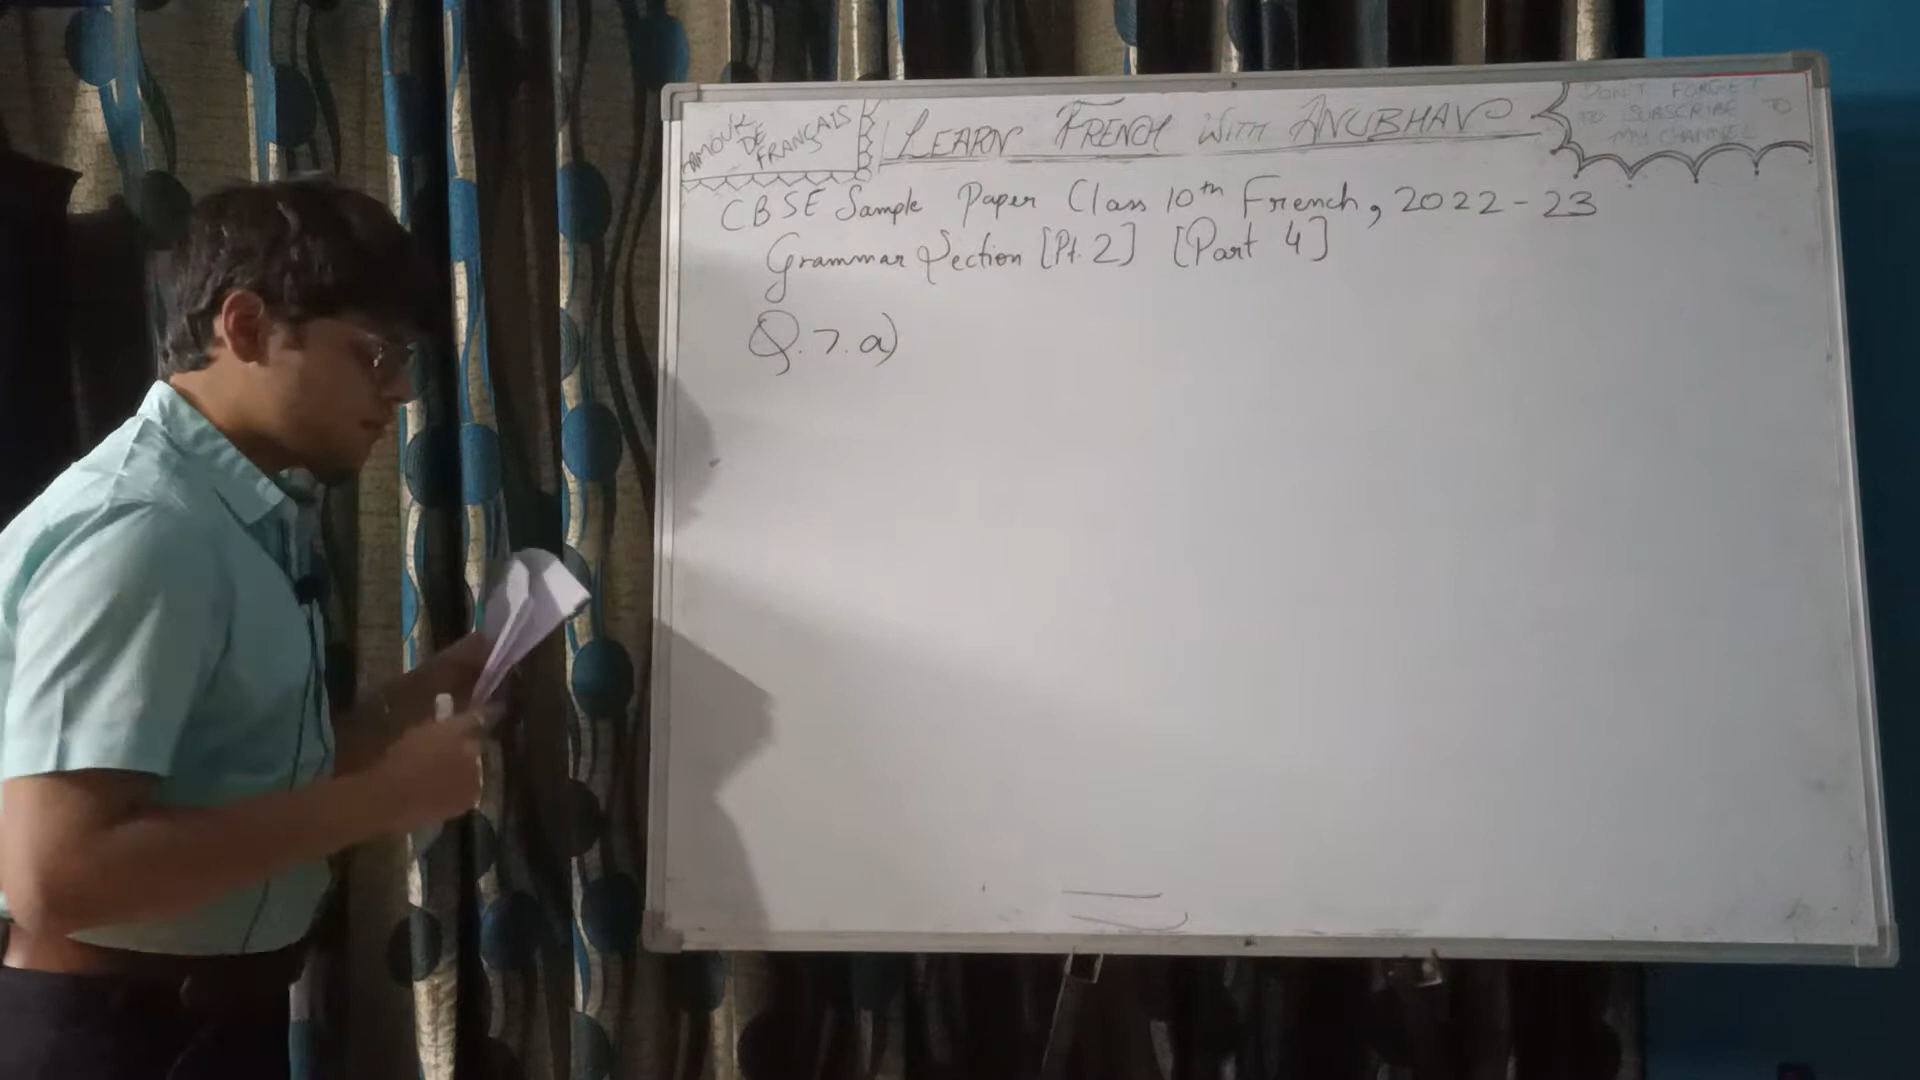 AMOUR
DE
FRANÇAIS
LEARN FRENCH WITH ANUBHAV
DON'T FORGET
TO SUBSCRIBE TO
MY CHANNEL
CBSE Sample Paper Class 10th French, 2022-23
Grammar Section [Pt. 2] [Part 4]
Q.7.a)